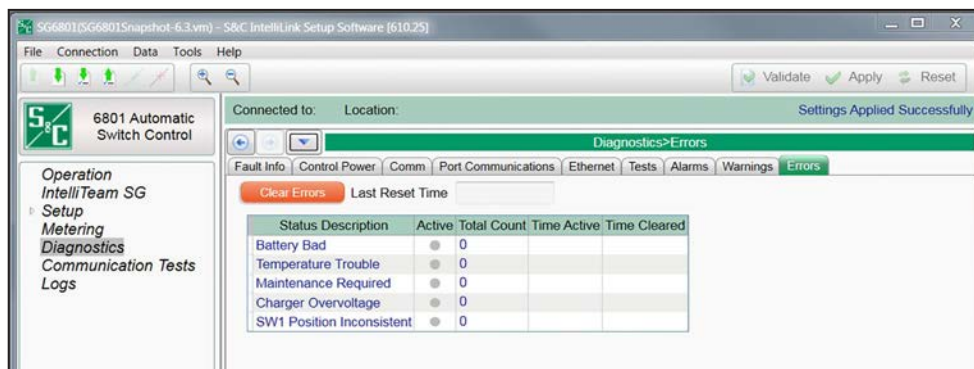 SG6801(SG6801Snapshot-6.3.vm) - S&C IntelliLink Setup Software [610.25]
File Connection Data Tools Help
Validate Apply Reset
S&C
6801 Automatic
Switch Control
Connected to: Location: Settings Applied Successfully
Diagnostics>Errors
Fault Info Control Power Comm Port Communications Ethernet Tests Alarms Warnings Errors
Operation
IntelliTeam SG
Setup
Metering
Diagnostics
Communication Tests
Logs
Clear Errors Last Reset Time
Status Description Active Total Count Time Active Time Cleared
Battery Bad 0
Temperature Trouble 0
Maintenance Required 0
Charger Overvoltage 0
SW1 Position Inconsistent 0